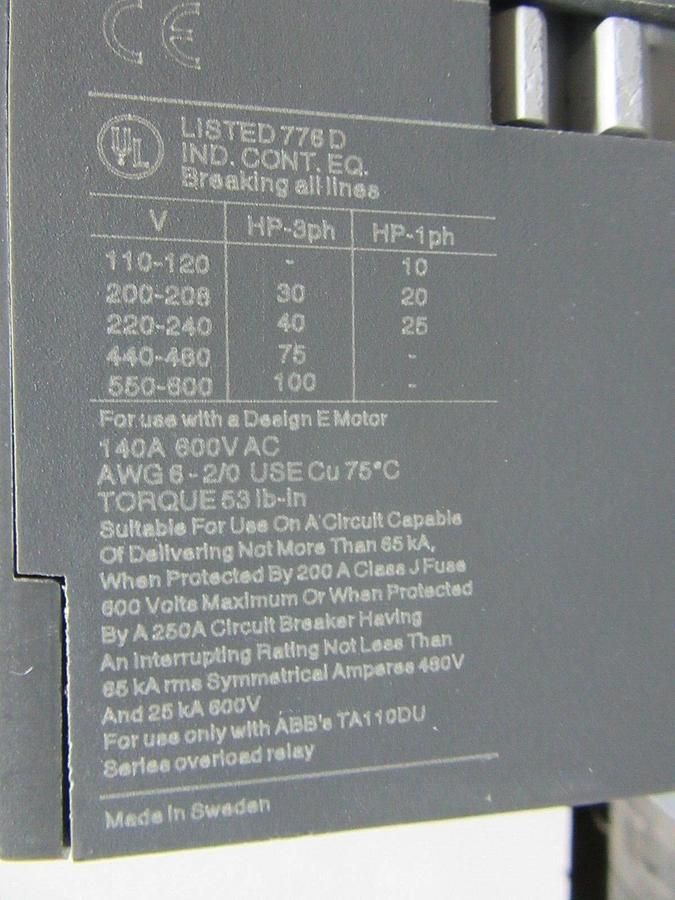 CE
UL
LISTED 776 D
IND. CONT. EQ.
Breaking all lines
V HP-3ph HP-1ph
110-120 - 10
200-208 30 20
220-240 40 25
440-480 75 -
550-600 100 -
For use with a Design E Motor
140A 600V AC
AWG 6 - 2/0 USE Cu 75°C
TORQUE 53 lb-in
Suitable For Use On A Circuit Capable
Of Delivering Not More Than 65 kA,
When Protected By 200 A Class J Fuse
600 Volts Maximum Or When Protected
By A 250A Circuit Breaker Having
An Interrupting Rating Not Less Than
65 kA rms Symmetrical Amperes 480V
And 25 kA 600V
For use only with ABB's TA110DU
Series overload relay
Made In Sweden